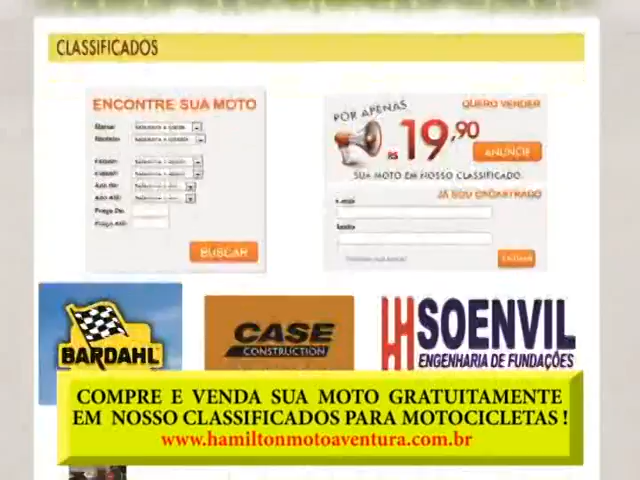 CLASSIFICADOS
ENCONTRE SUA MOTO
BUSCAR
POR APENAS
QUERO VENDER
R$ 19,90
ANUNCIE
SUA MOTO EM NOSSO CLASSIFICADO
JÁ SOU CADASTRADO
BARDAHL
CASE
CONSTRUCTION
SOENVIL
ENGENHARIA DE FUNDAÇÕES
COMPRE E VENDA SUA MOTO GRATUITAMENTE
EM NOSSO CLASSIFICADOS PARA MOTOCICLETAS !
www.hamiltonmotoaventura.com.br